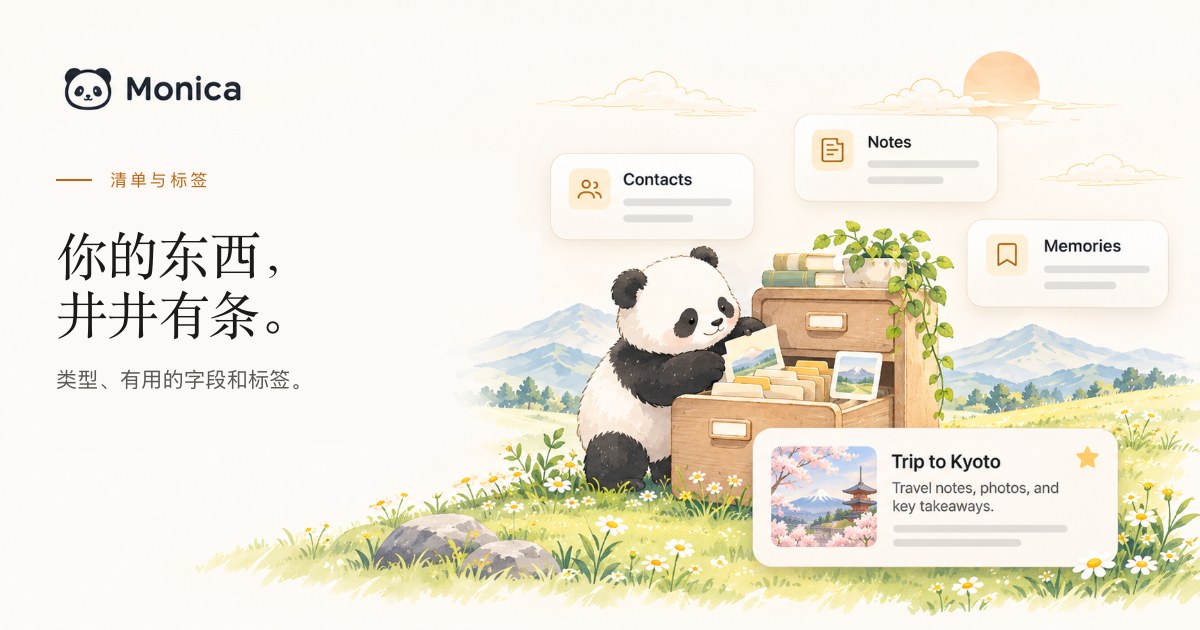 Monica
清单与标签
你的东西，
井井有条。
类型、有用的字段和标签。
Contacts
Notes
Memories
Trip to Kyoto
Travel notes, photos, and
key takeaways.